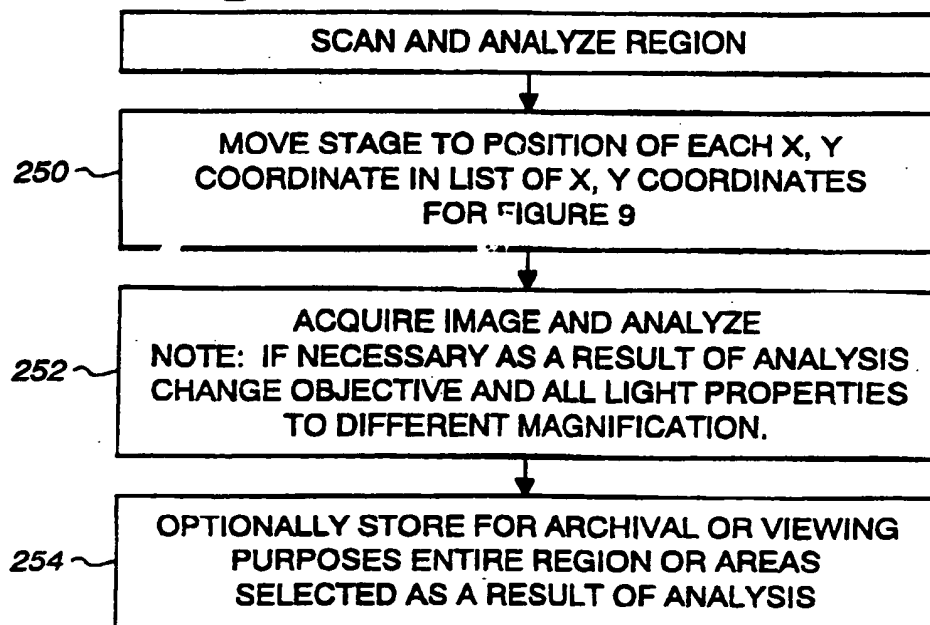 SCAN AND ANALYZE REGION
250
MOVE STAGE TO POSITION OF EACH X, Y
COORDINATE IN LIST OF X, Y COORDINATES
FOR FIGURE 9
252
ACQUIRE IMAGE AND ANALYZE
NOTE: IF NECESSARY AS A RESULT OF ANALYSIS
CHANGE OBJECTIVE AND ALL LIGHT PROPERTIES
TO DIFFERENT MAGNIFICATION.
254
OPTIONALLY STORE FOR ARCHIVAL OR VIEWING
PURPOSES ENTIRE REGION OR AREAS
SELECTED AS A RESULT OF ANALYSIS